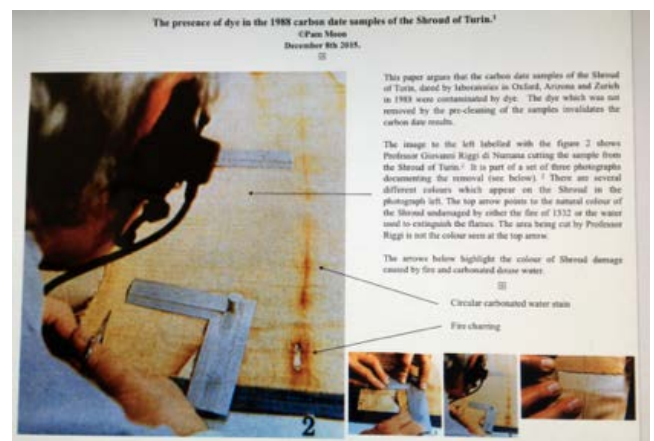 The presence of dye in the 1988 carbon date samples of the Shroud of Turin.¹
©Pam Moon
December 8th 2015.
This paper argues that the carbon date samples of the Shroud
of Turin, dated by laboratories in Oxford, Arizona and Zurich
in 1988 were contaminated by dye. The dye which was not
removed by the pre-cleaning of the samples invalidates the
carbon date results.
The image to the left labelled with the figure 2 shows
Professor Giovanni Riggi di Numana cutting the sample from
the Shroud of Turin.² It is part of a set of three photographs
documenting the removal (see below). ² There are several
different colours which appear on the Shroud in the
photograph left. The top arrow points to the natural colour of
the Shroud undamaged by either the fire of 1532 or the water
used to extinguish the flames. The area being cut by Professor
Riggi is not the colour seen at the top arrow.
The arrows below highlight the colour of Shroud damage
caused by fire and carbonated douse water.
Circular carbonated water stain
Fire charring
2